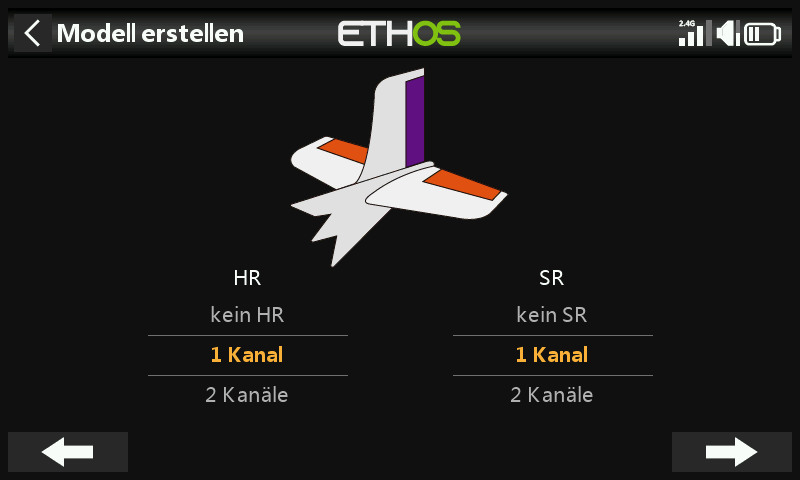 Modell erstellen
ETHOS
2.4G
HR
SR
kein HR
kein SR
1 Kanal
1 Kanal
2 Kanäle
2 Kanäle